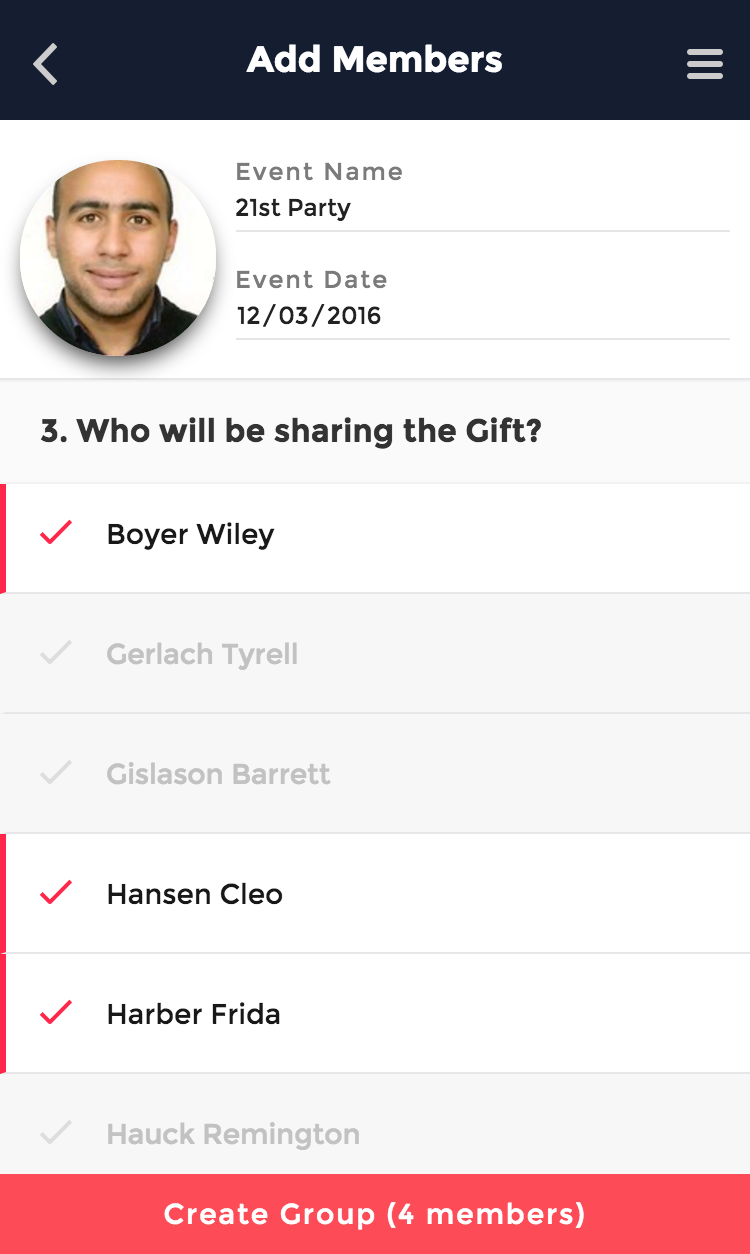 Add Members
Event Name
21st Party
Event Date
12/03/2016
3. Who will be sharing the Gift?
Boyer Wiley
Gerlach Tyrell
Gislason Barrett
Hansen Cleo
Harber Frida
Hauck Remington
Create Group (4 members)